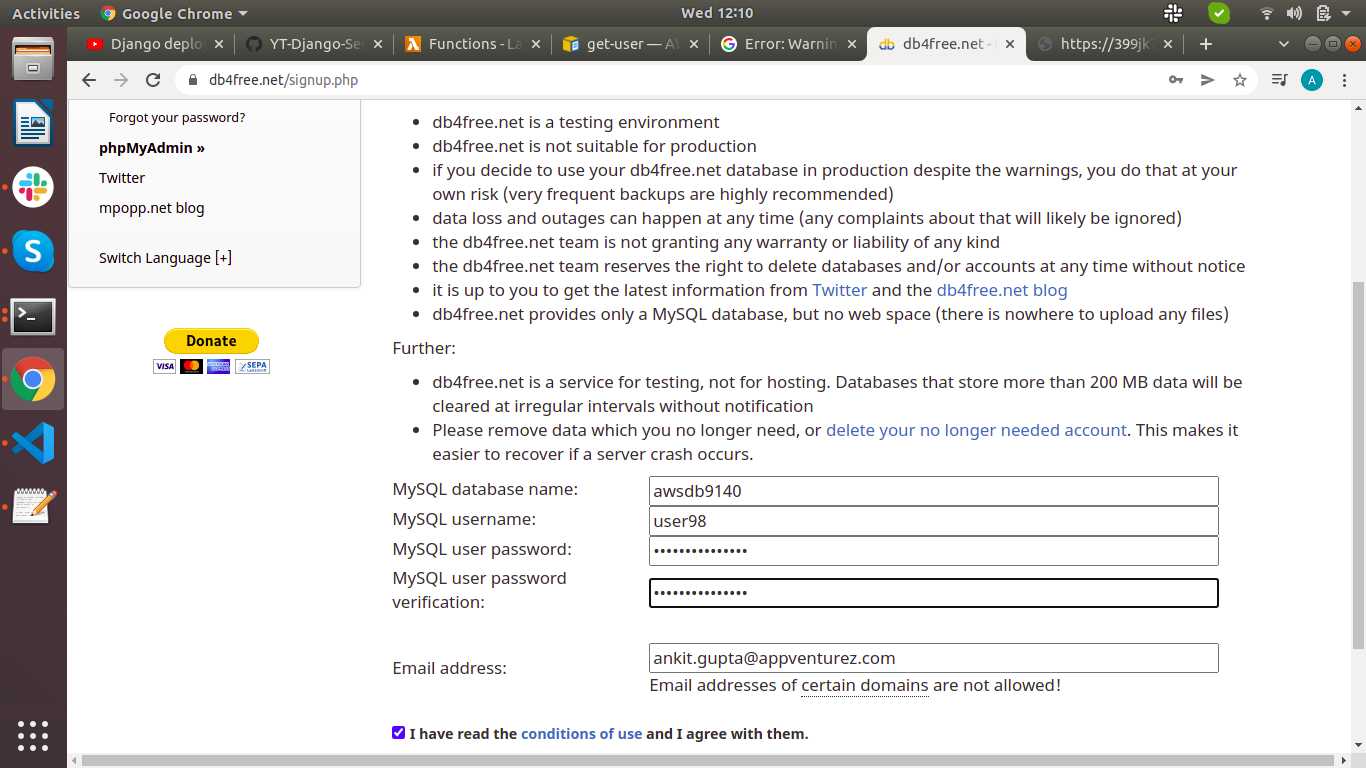 Activities
Google Chrome
Wed 12:10
Django deplo
YT-Django-Se
Functions - La
get-user — A
Error: Warnin
db4free.net -
https://399jk
db4free.net/signup.php
A
Forgot your password?
phpMyAdmin »
Twitter
mpopp.net blog
Switch Language [+]
Donate
VISA
SEPA
• db4free.net is a testing environment
• db4free.net is not suitable for production
• if you decide to use your db4free.net database in production despite the warnings, you do that at your
own risk (very frequent backups are highly recommended)
• data loss and outages can happen at any time (any complaints about that will likely be ignored)
• the db4free.net team is not granting any warranty or liability of any kind
• the db4free.net team reserves the right to delete databases and/or accounts at any time without notice
• it is up to you to get the latest information from Twitter and the db4free.net blog
• db4free.net provides only a MySQL database, but no web space (there is nowhere to upload any files)
Further:
• db4free.net is a service for testing, not for hosting. Databases that store more than 200 MB data will be
cleared at irregular intervals without notification
• Please remove data which you no longer need, or delete your no longer needed account. This makes it
easier to recover if a server crash occurs.
MySQL database name: awsdb9140
MySQL username: user98
MySQL user password: •••••••••••••••
MySQL user password
verification: •••••••••••••••
Email address: ankit.gupta@appventurez.com
Email addresses of certain domains are not allowed!
I have read the conditions of use and I agree with them.